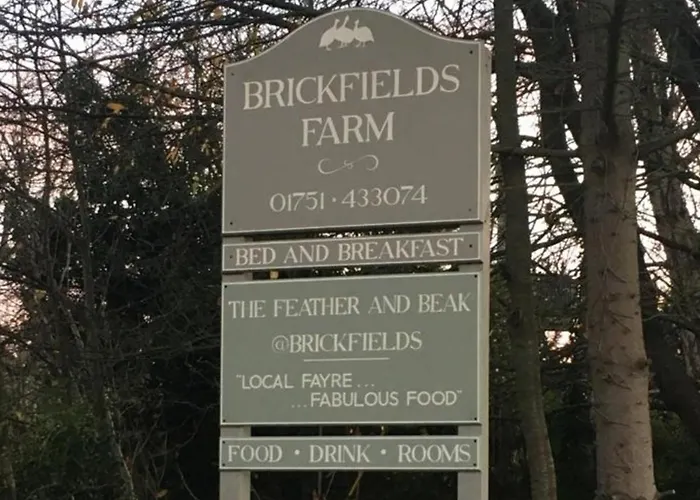 BRICKFIELDS
FARM
01751 · 433074
BED AND BREAKFAST
THE FEATHER AND BEAK
@BRICKFIELDS
"LOCAL FAYRE...
...FABULOUS FOOD"
FOOD · DRINK · ROOMS